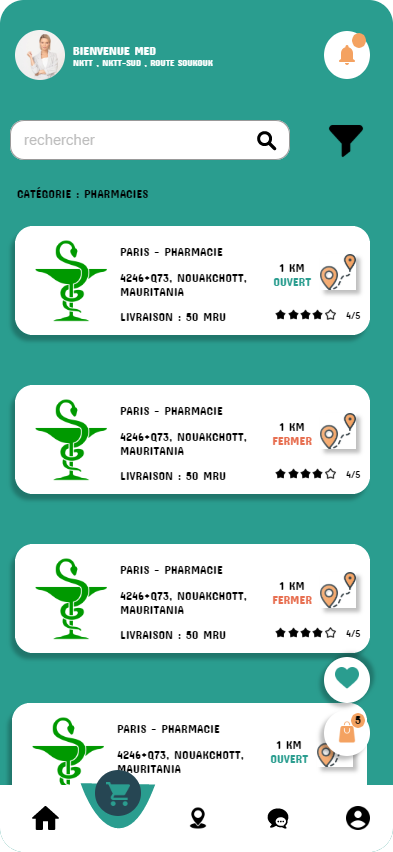 BIENVENUE MED
NKTT , NKTT-SUD , ROUTE SOUKOUK
rechercher
CATÉGORIE : PHARMACIES
PARIS - PHARMACIE
4246+Q73, NOUAKCHOTT,
MAURITANIA
LIVRAISON : 50 MRU
1 KM
OUVERT
4/5
PARIS - PHARMACIE
4246+Q73, NOUAKCHOTT,
MAURITANIA
LIVRAISON : 50 MRU
1 KM
FERMER
4/5
PARIS - PHARMACIE
4246+Q73, NOUAKCHOTT,
MAURITANIA
LIVRAISON : 50 MRU
1 KM
FERMER
4/5
PARIS - PHARMACIE
4246+Q73, NOUAKCHOTT,
MAURITANIA
1 KM
OUVERT
5